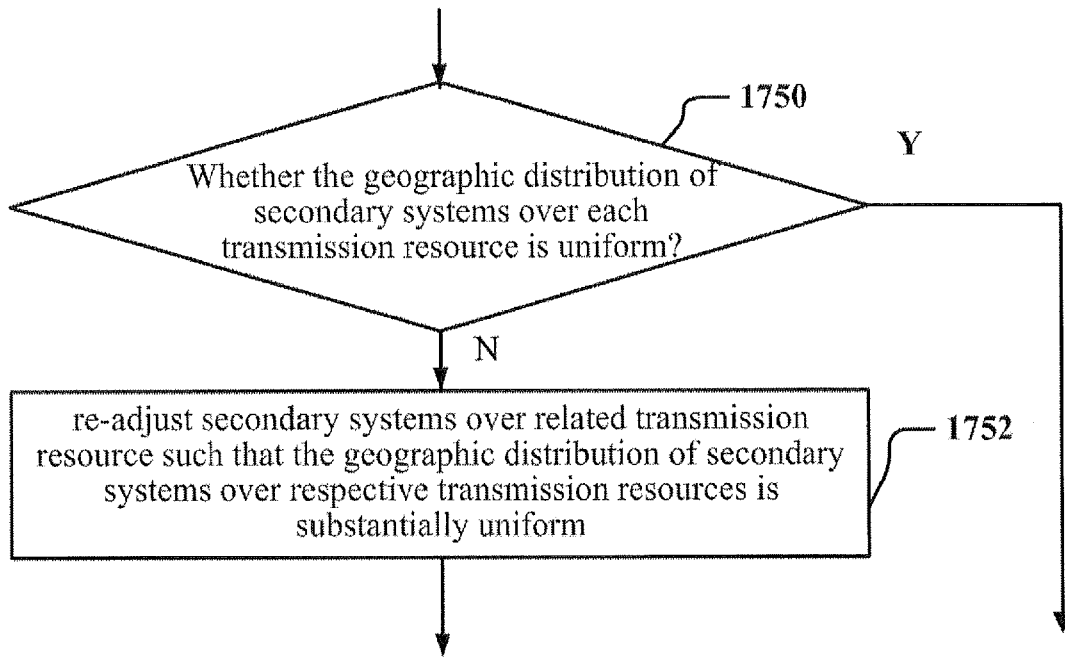 1750
Y
Whether the geographic distribution of
secondary systems over each
transmission resource is uniform?
N
re-adjust secondary systems over related transmission
resource such that the geographic distribution of secondary
systems over respective transmission resources is
substantially uniform
1752